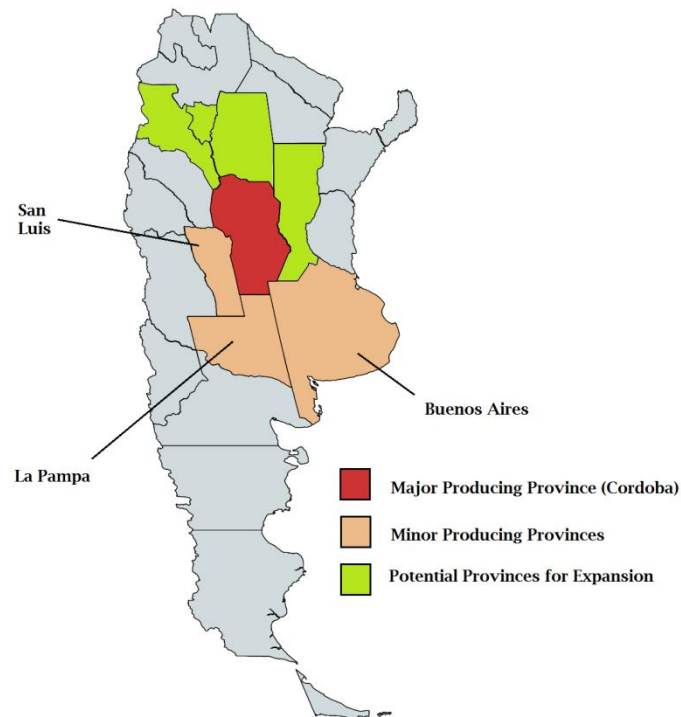 San
Luis
Buenos Aires
La Pampa
Major Producing Province (Cordoba)
Minor Producing Provinces
Potential Provinces for Expansion